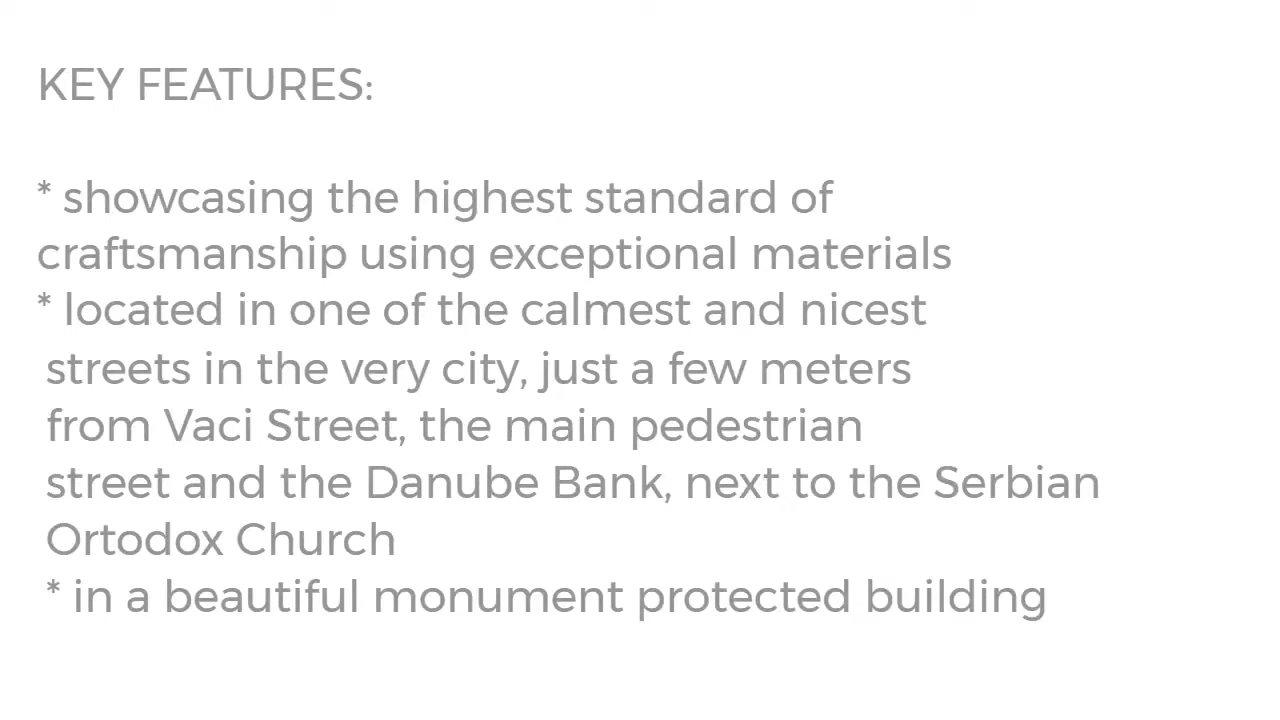 KEY FEATURES:
* showcasing the highest standard of
craftsmanship using exceptional materials
* located in one of the calmest and nicest
streets in the very city, just a few meters
from Vaci Street, the main pedestrian
street and the Danube Bank, next to the Serbian
Ortodox Church
* in a beautiful monument protected building